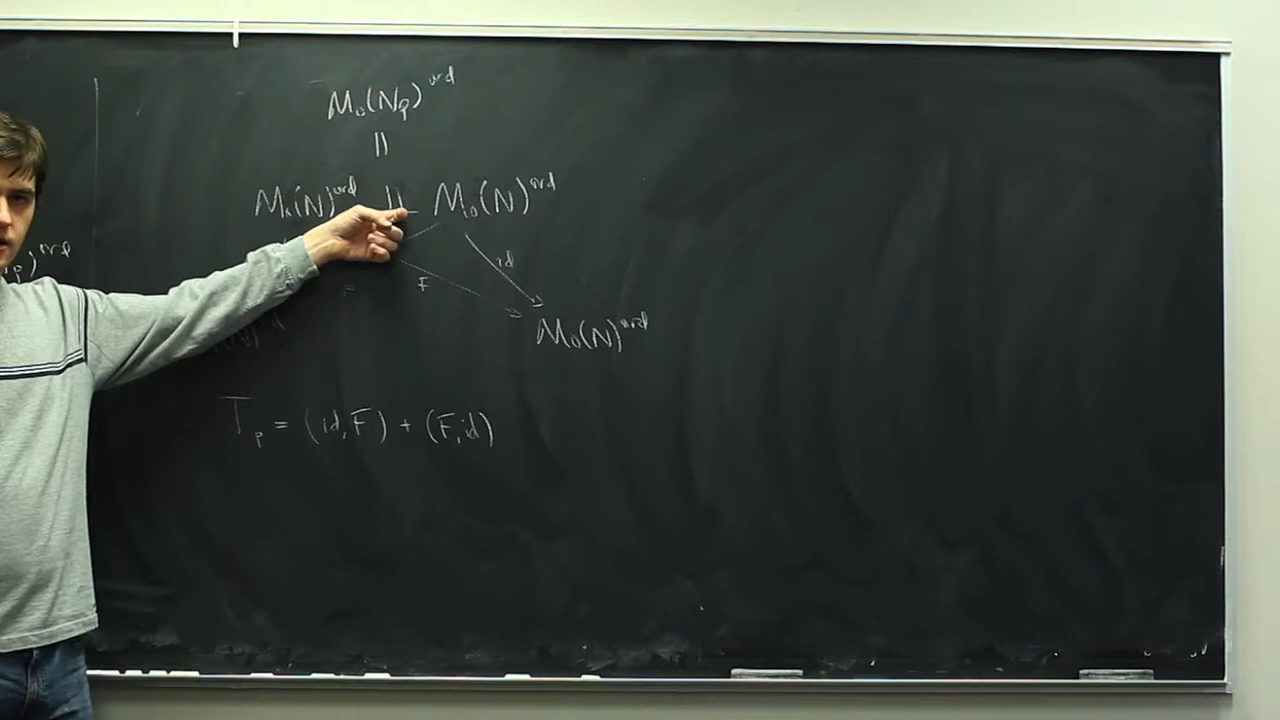 M₀(Np)^ord
||
M₀(N)^ord ⊔ M₀(N)^ord
id
F
M₀(N)^ord
T_p = (id, F) + (F, id)